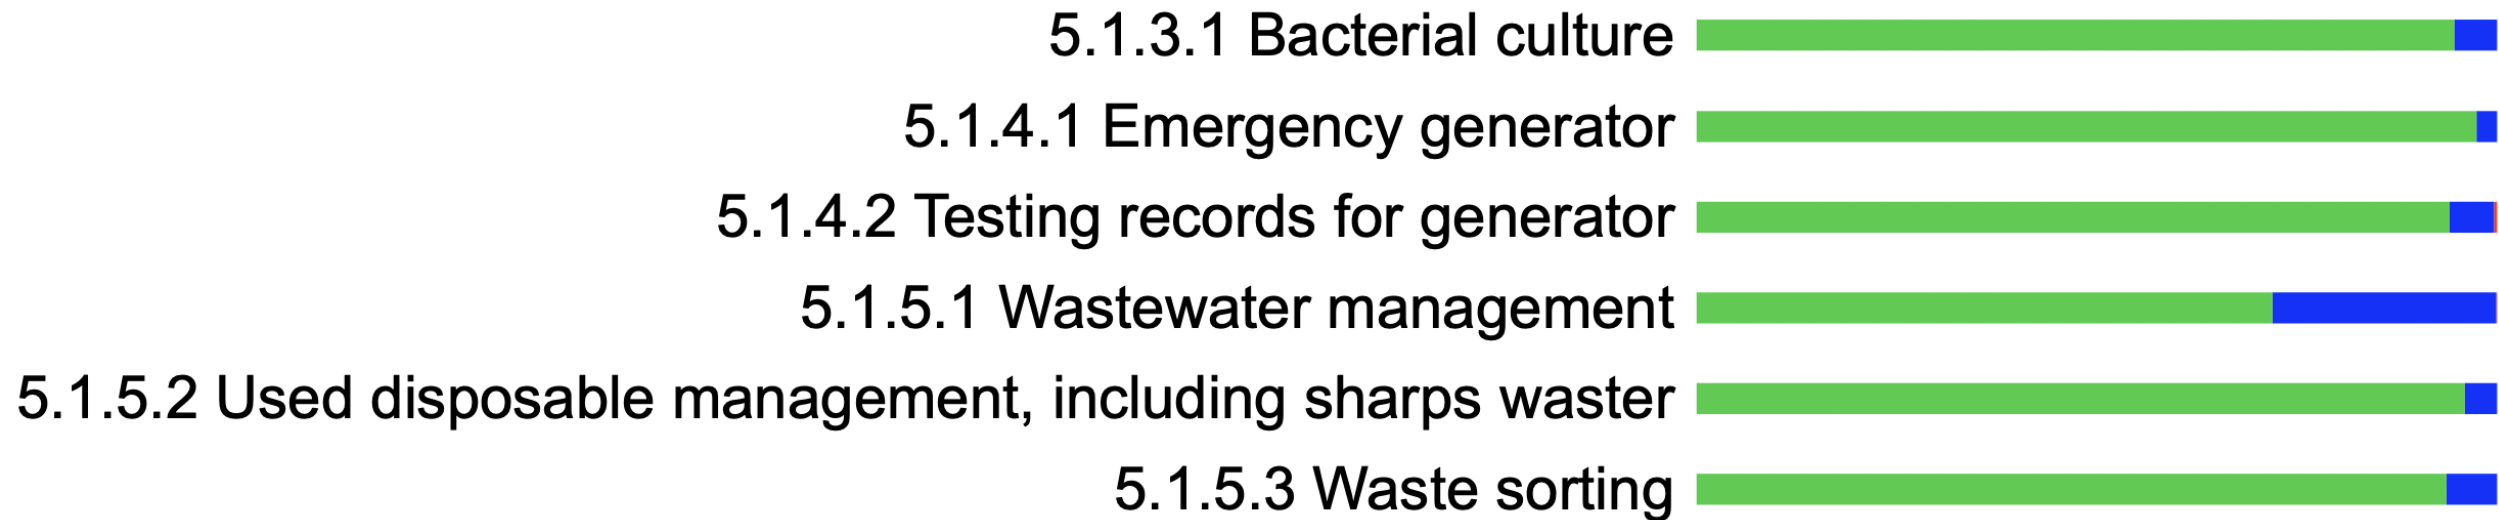 5.1.3.1 Bacterial culture
5.1.4.1 Emergency generator
5.1.4.2 Testing records for generator
5.1.5.1 Wastewater management
5.1.5.2 Used disposable management, including sharps waster
5.1.5.3 Waste sorting